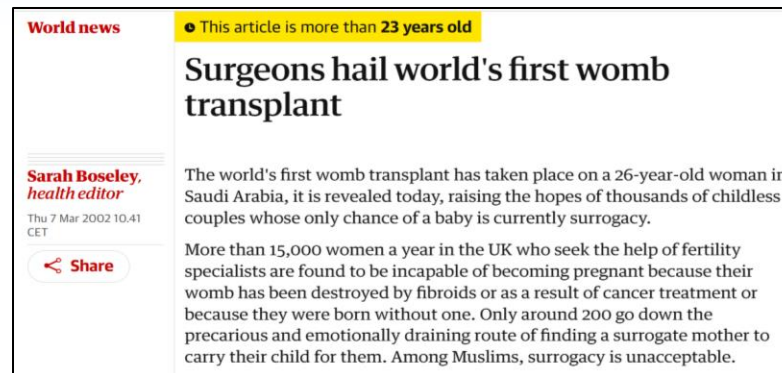 World news
This article is more than 23 years old
Surgeons hail world's first womb
transplant
Sarah Boseley,
health editor
Thu 7 Mar 2002 10.41
CET
Share
The world's first womb transplant has taken place on a 26-year-old woman in
Saudi Arabia, it is revealed today, raising the hopes of thousands of childless
couples whose only chance of a baby is currently surrogacy.
More than 15,000 women a year in the UK who seek the help of fertility
specialists are found to be incapable of becoming pregnant because their
womb has been destroyed by fibroids or as a result of cancer treatment or
because they were born without one. Only around 200 go down the
precarious and emotionally draining route of finding a surrogate mother to
carry their child for them. Among Muslims, surrogacy is unacceptable.